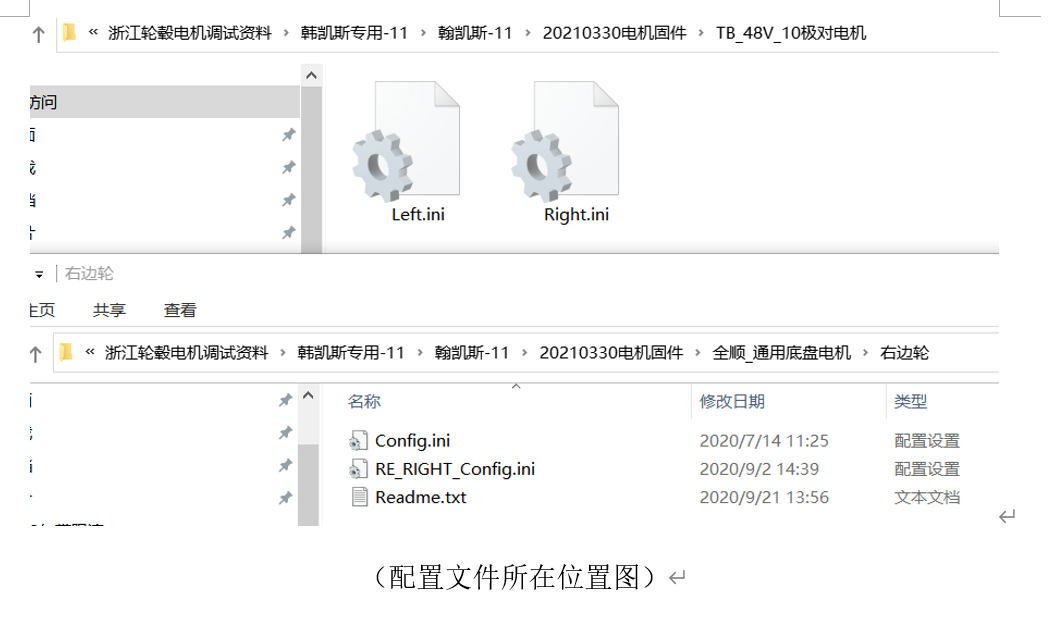 « 浙江轮毂电机调试资料 › 韩凯斯专用-11 › 翰凯斯-11 › 20210330电机固件 › TB_48V_10极对电机
访问
Left.ini Right.ini
右边轮
主页 共享 查看
« 浙江轮毂电机调试资料 › 韩凯斯专用-11 › 翰凯斯-11 › 20210330电机固件 › 全顺_通用底盘电机 › 右边轮
名称 修改日期 类型
Config.ini 2020/7/14 11:25 配置设置
RE_RIGHT_Config.ini 2020/9/2 14:39 配置设置
Readme.txt 2020/9/21 13:56 文本文档
（配置文件所在位置图）